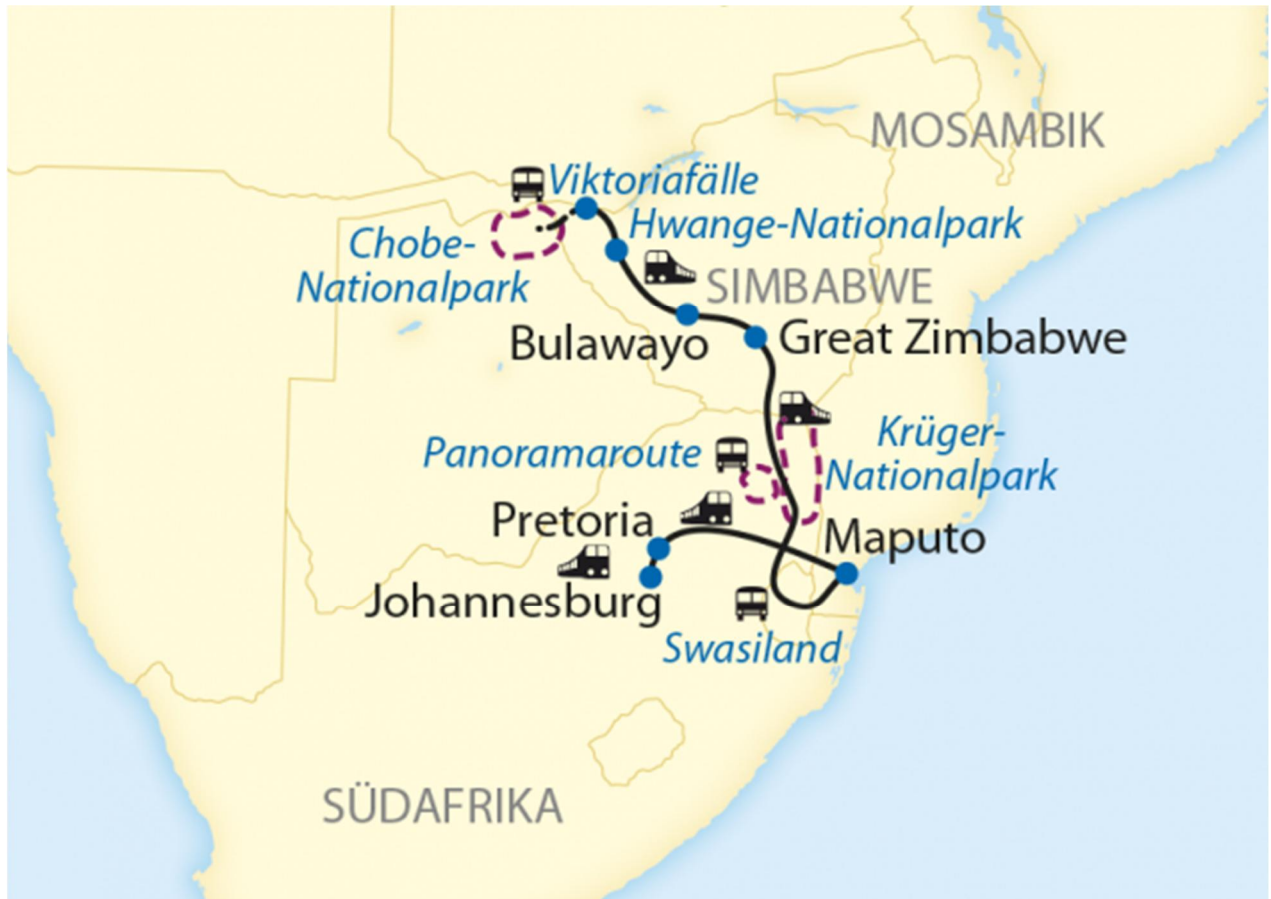 MOSAMBIK
Viktoriafälle
Hwange-Nationalpark
Chobe-
Nationalpark
SIMBABWE
Bulawayo
Great Zimbabwe
Krüger-
Nationalpark
Panoramaroute
Pretoria
Maputo
Johannesburg
Swasiland
SÜDAFRIKA